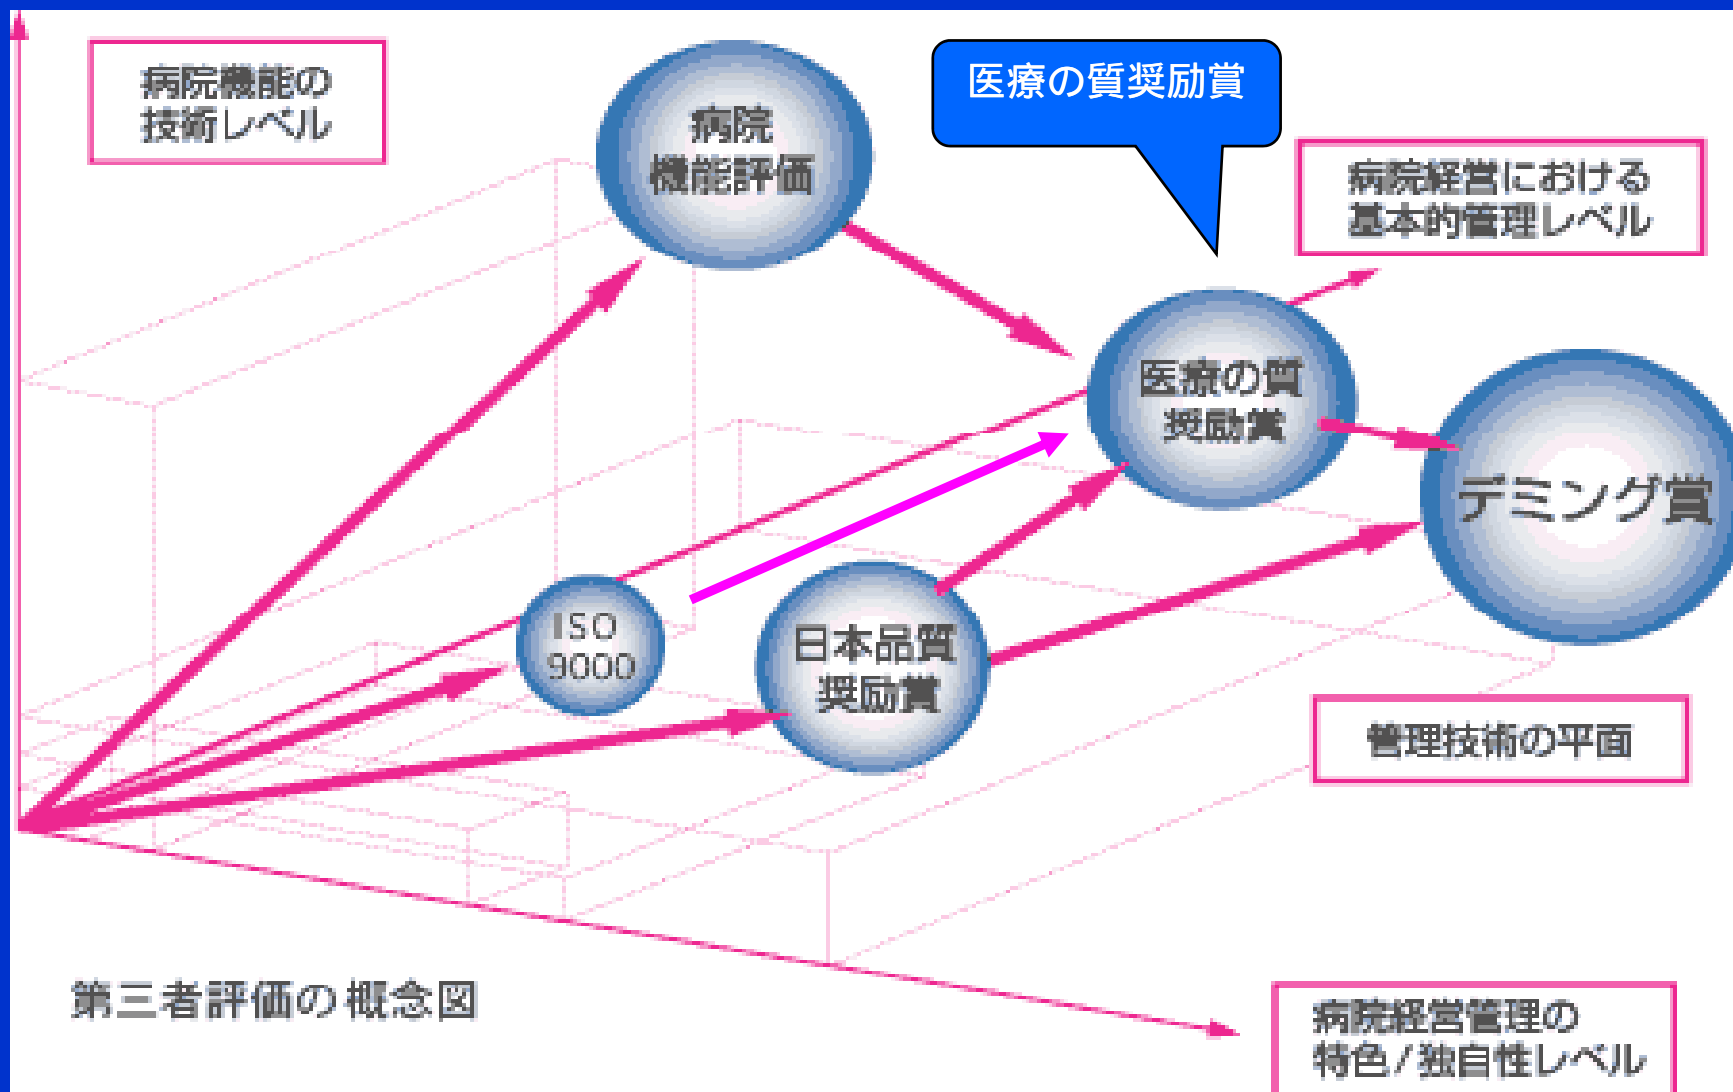 病院機能の
技術レベル
病院
機能評価
医療の質奨励賞
病院経営における
基本的管理レベル
医療の質
奨励賞
デミング賞
ISO
9000
日本品質
奨励賞
管理技術の平面
第三者評価の概念図
病院経営管理の
特色/独自性レベル